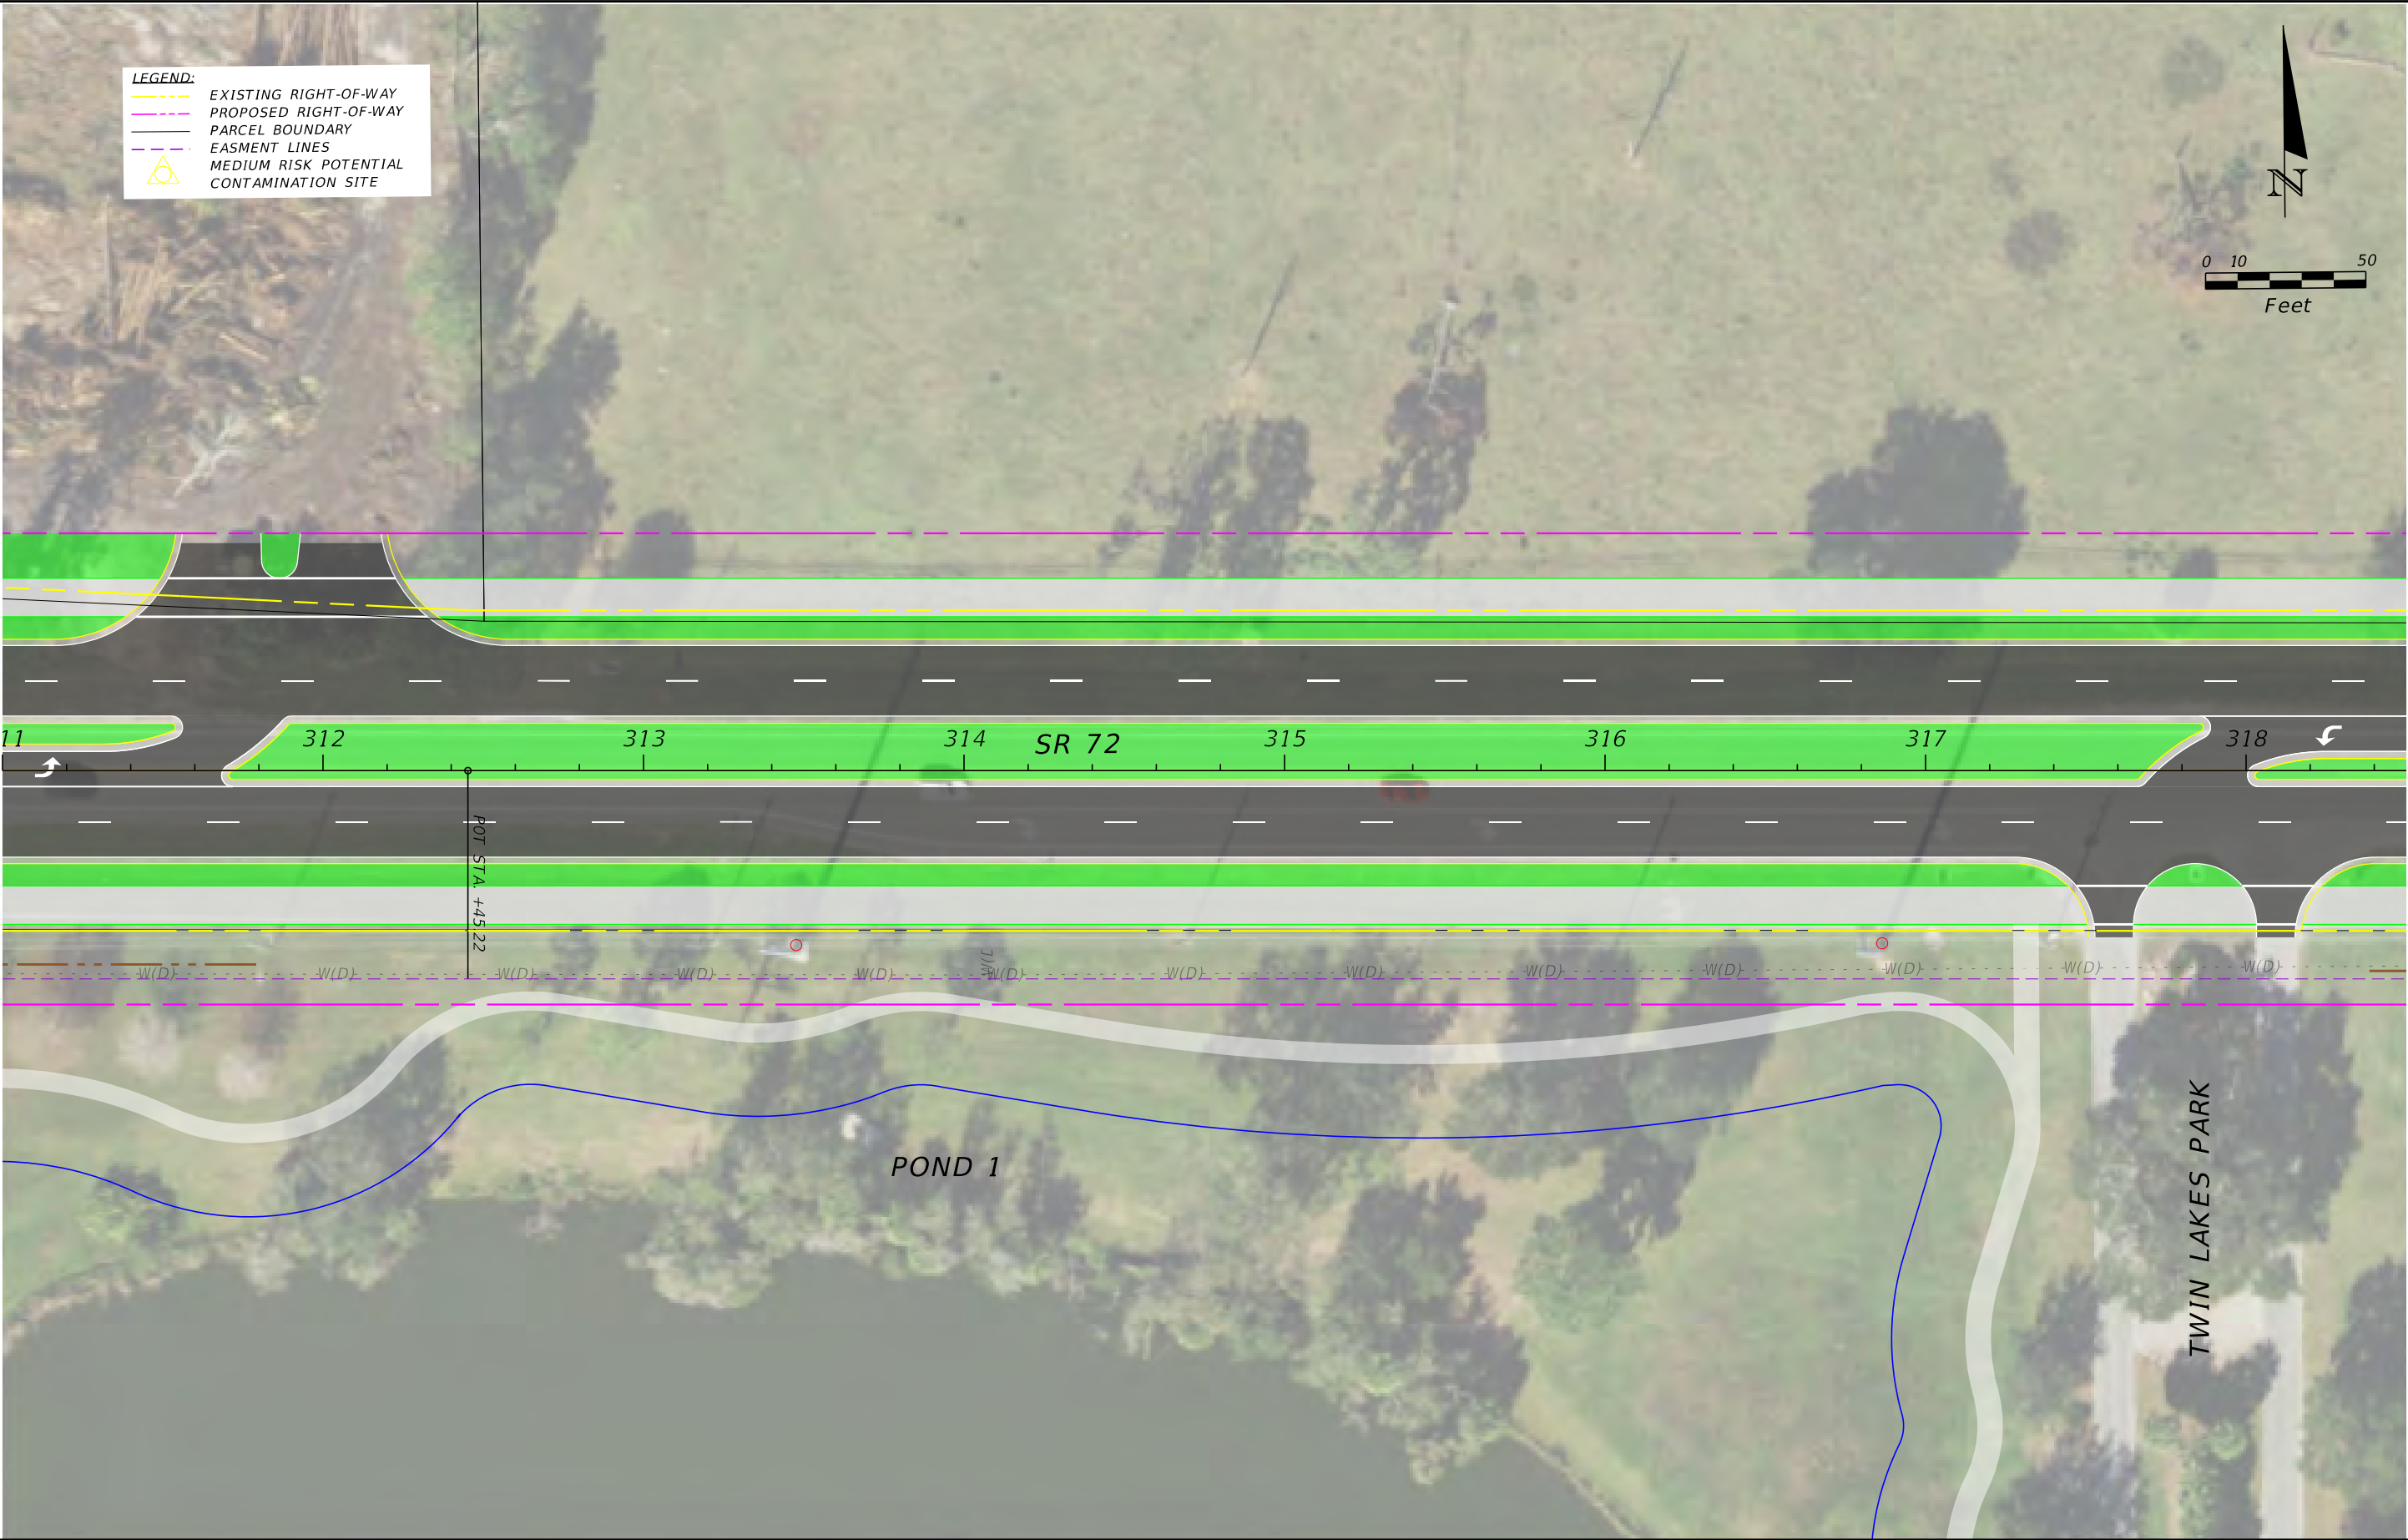 LEGEND:
EXISTING RIGHT-OF-WAY
PROPOSED RIGHT-OF-WAY
PARCEL BOUNDARY
EASMENT LINES
MEDIUM RISK POTENTIAL
CONTAMINATION SITE
N
0 10 50
Feet
11 312 313 314 SR 72 315 316 317 318
POT STA. +45.22
W(D) W(D) W(D) W(D) W(D) W(D) W(D) W(D) W(D) W(D) W(D) W(D) W(D)
POND 1
TWIN LAKES PARK